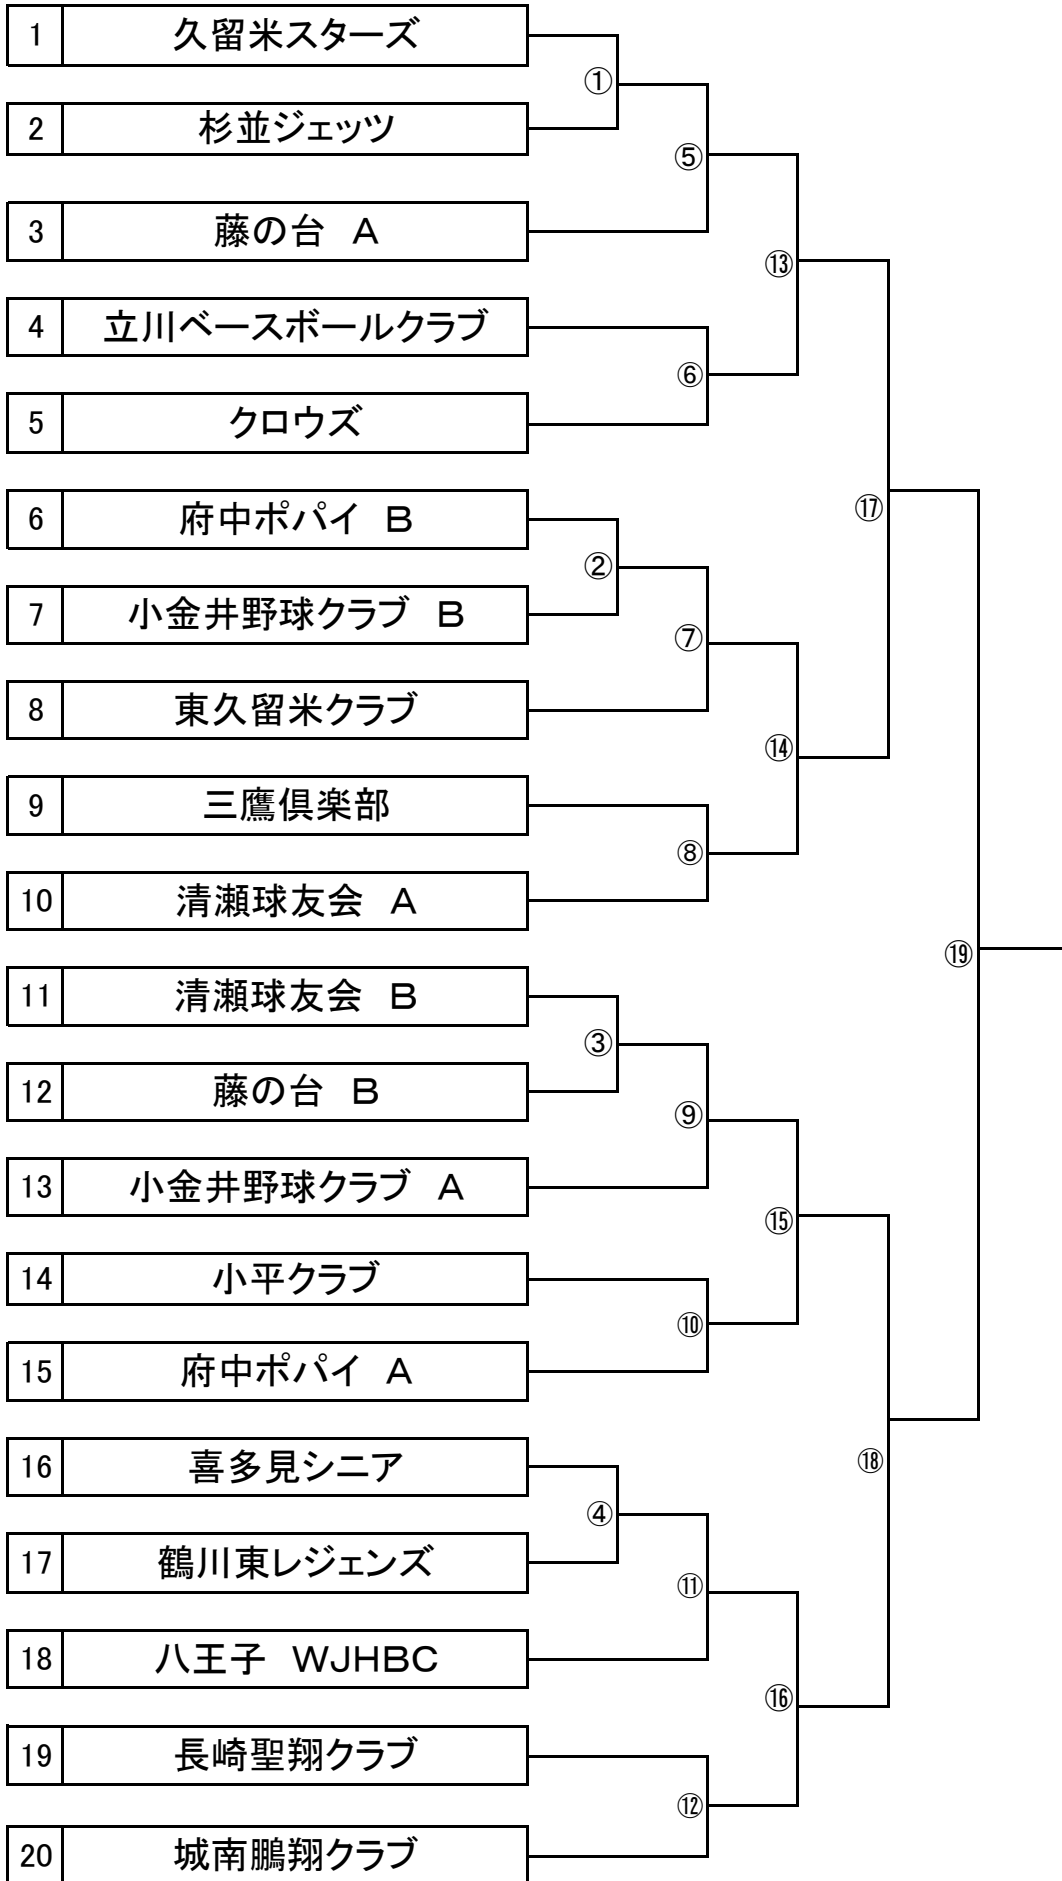 1 久留米スターズ
①
2 杉並ジェッツ
⑤
3 藤の台　A
⑬
4 立川ベースボールクラブ
⑥
5 クロウズ
⑰
6 府中ポパイ　B
②
7 小金井野球クラブ　B
⑦
8 東久留米クラブ
⑭
9 三鷹倶楽部
⑧
10 清瀬球友会　A
⑲
11 清瀬球友会　B
③
12 藤の台　B
⑨
13 小金井野球クラブ　A
⑮
14 小平クラブ
⑩
15 府中ポパイ　A
⑱
16 喜多見シニア
④
17 鶴川東レジェンズ
⑪
18 八王子　WJHBC
⑯
19 長崎聖翔クラブ
⑫
20 城南鵬翔クラブ